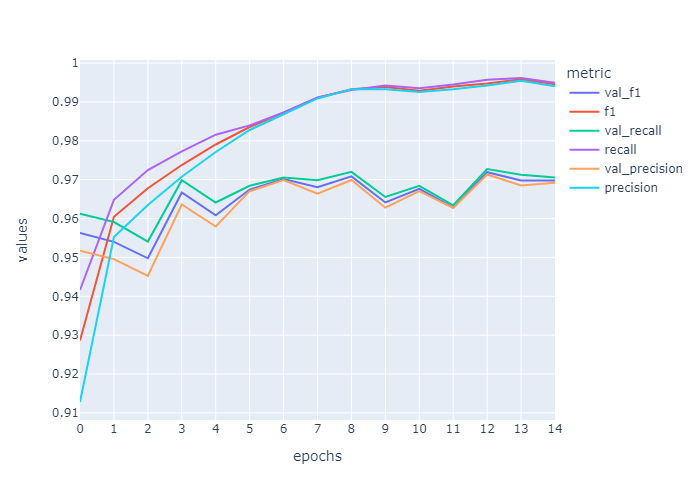 1
0.99
0.98
0.97
0.96
0.95
0.94
0.93
0.92
0.91
values
0 1 2 3 4 5 6 7 8 9 10 11 12 13 14
epochs
metric
val_f1
f1
val_recall
recall
val_precision
precision